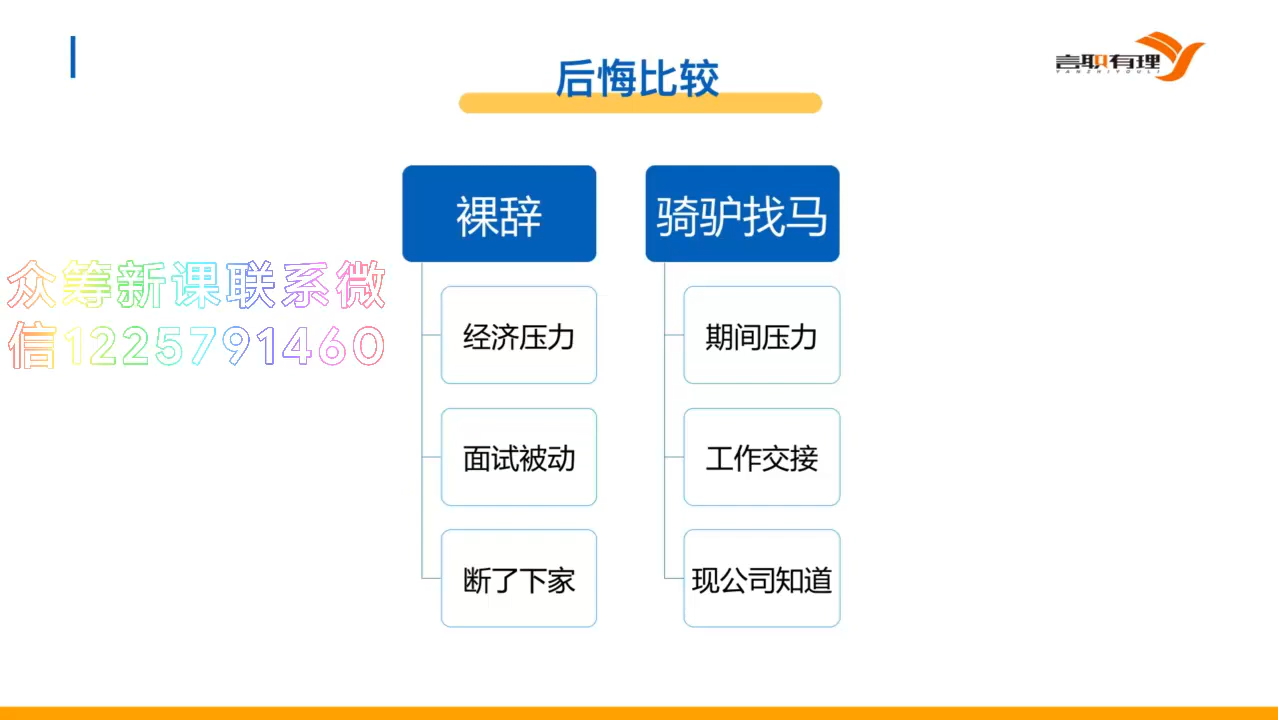 后悔比较
言职有理
YANZHIYOULI
裸辞
骑驴找马
众筹新课联系微
信1225791460
经济压力
期间压力
面试被动
工作交接
断了下家
现公司知道